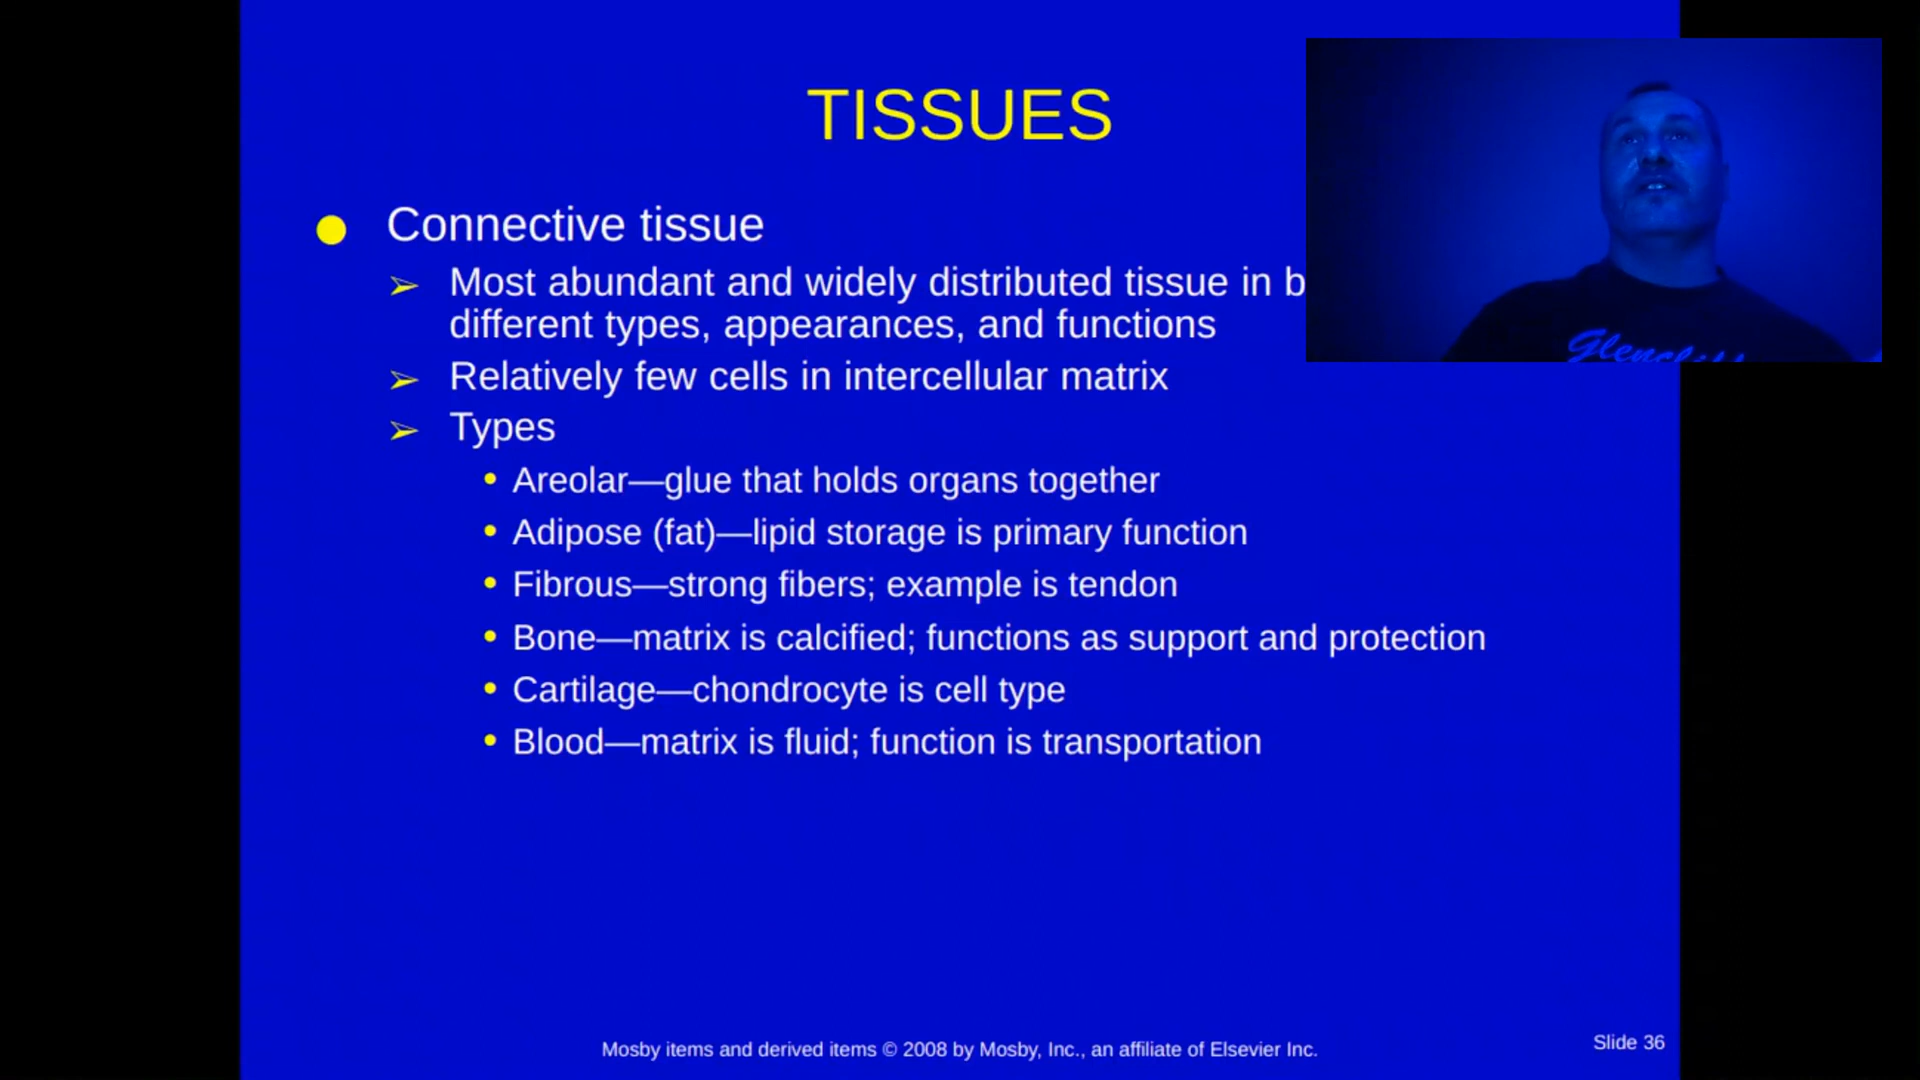 TISSUES
Connective tissue
Most abundant and widely distributed tissue in
different types, appearances, and functions
Relatively few cells in intercellular matrix
Types
Areolar—glue that holds organs together
Adipose (fat)—lipid storage is primary function
Fibrous—strong fibers; example is tendon
Bone—matrix is calcified; functions as support and protection
Cartilage—chondrocyte is cell type
Blood—matrix is fluid; function is transportation
Mosby items and derived items © 2008 by Mosby, Inc., an affiliate of Elsevier Inc.
Slide 36